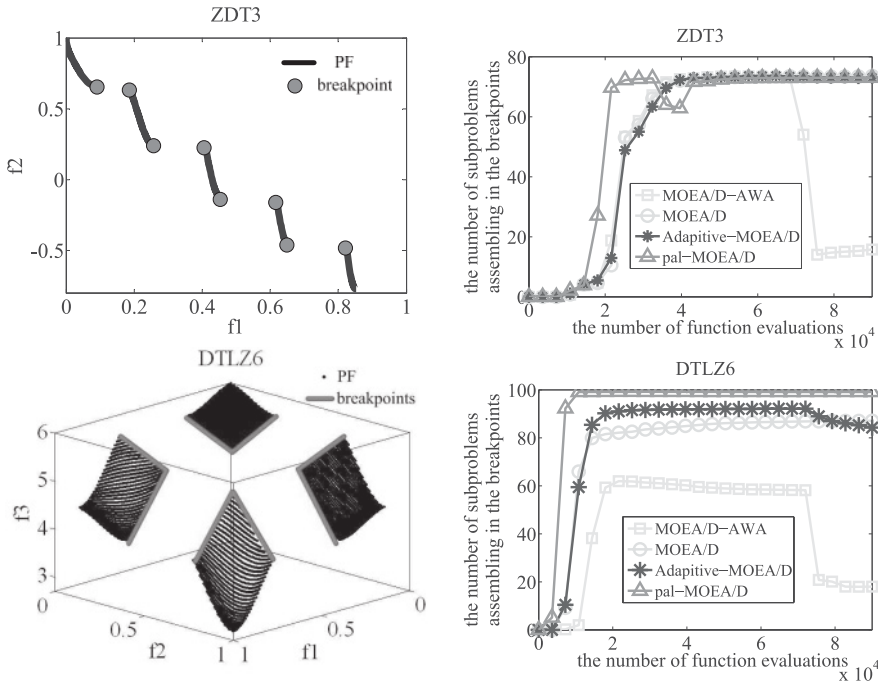 ZDT3
1
0.5
0
-0.5
f2
PF
breakpoint
0
0.2
0.4
0.6
0.8
1
f1
ZDT3
80
60
40
20
0
the number of subproblems
assembling in the breakpoints
MOEA/D-AWA
MOEA/D
Adapitive-MOEA/D
pal-MOEA/D
0
2
4
6
8
the number of function evaluations
x 10^4
DTLZ6
PF
breakpoints
6
5
4
3
f3
0
0.5
1
f2
1
0.5
0
f1
DTLZ6
100
80
60
40
20
0
the number of subproblems
assembling in the breakpoints
MOEA/D-AWA
MOEA/D
Adapitive-MOEA/D
pal-MOEA/D
0
2
4
6
8
the number of function evaluations
x 10^4